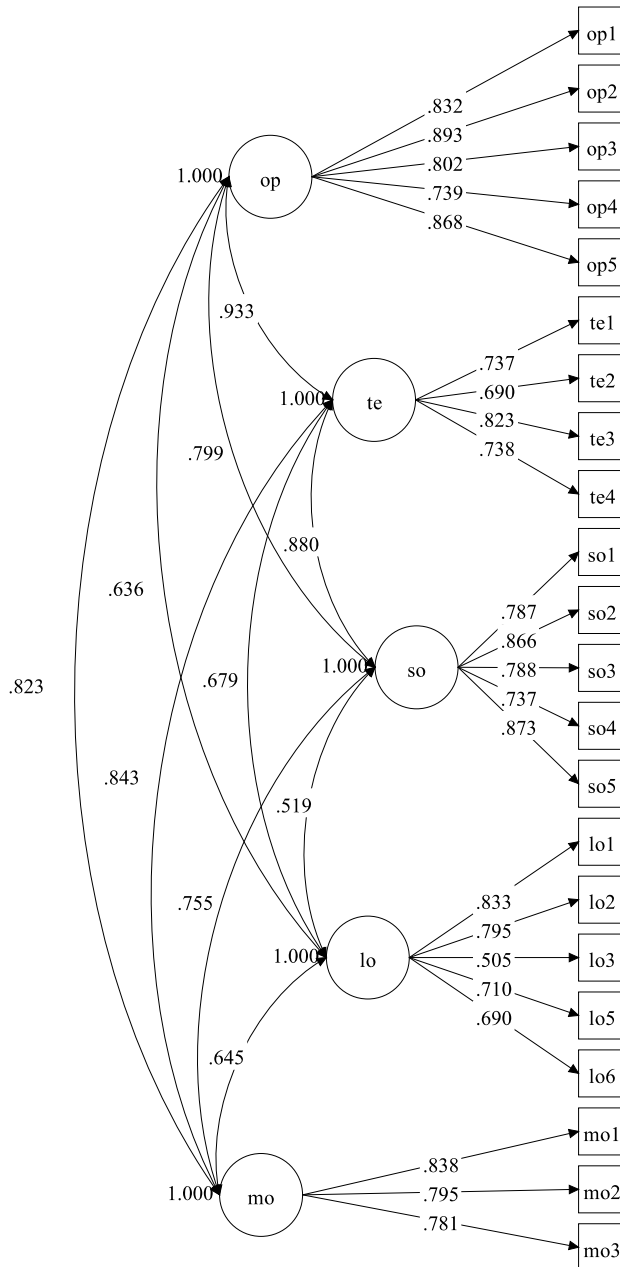 op1
op2
.832
.893
op3
.802
1.000
op
.739
op4
.868
op5
.933
te1
.737
te2
1.000
te
.690
.823
te3
.799
.738
te4
.880
so1
.636
.787
so2
.866
1.000
so
.788
so3
.679
.823
.737
so4
.873
.843
so5
.519
lo1
.755
.833
lo2
.795
1.000
lo
.505
lo3
.710
lo5
.690
.645
lo6
mo1
.838
1.000
mo
.795
mo2
.781
mo3